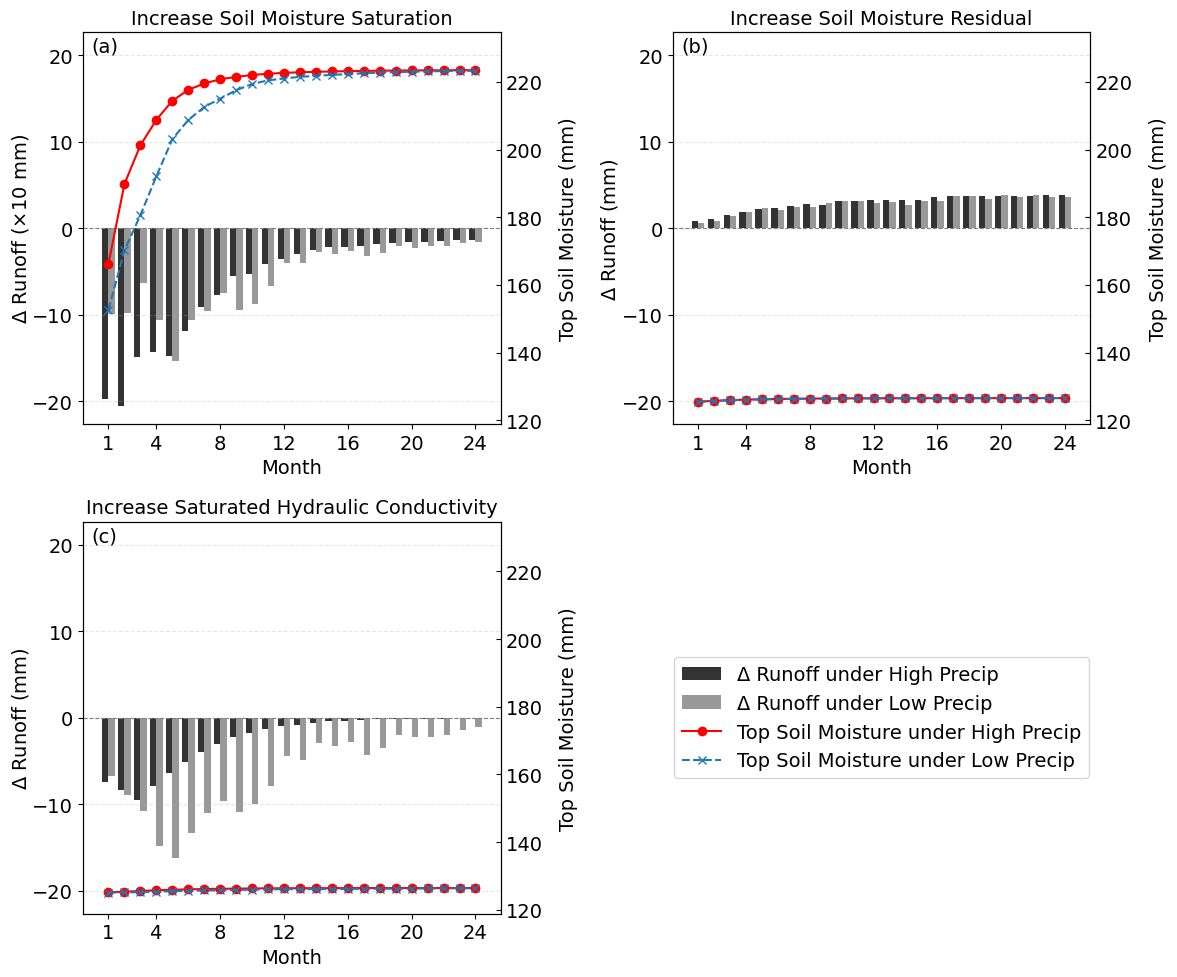 Increase Soil Moisture Saturation
(a)
20
10
0
−10
−20
Δ Runoff (×10 mm)
220
200
180
160
140
120
Top Soil Moisture (mm)
1 4 8 12 16 20 24
Month
Increase Soil Moisture Residual
(b)
20
10
0
−10
−20
Δ Runoff (mm)
220
200
180
160
140
120
Top Soil Moisture (mm)
1 4 8 12 16 20 24
Month
Increase Saturated Hydraulic Conductivity
(c)
20
10
0
−10
−20
Δ Runoff (mm)
220
200
180
160
140
120
Top Soil Moisture (mm)
1 4 8 12 16 20 24
Month
Δ Runoff under High Precip
Δ Runoff under Low Precip
Top Soil Moisture under High Precip
Top Soil Moisture under Low Precip